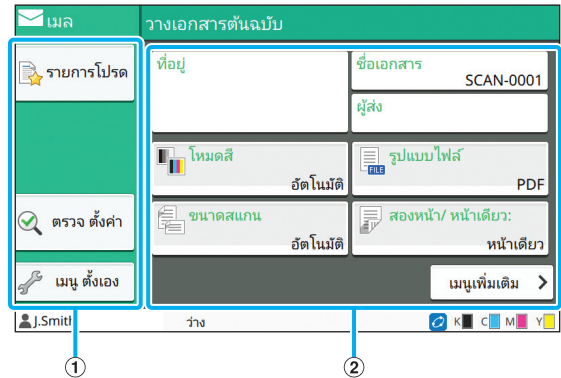 เมล
วางเอกสารต้นฉบับ
รายการโปรด
ตรวจ ตั้งค่า
เมนู ตั้งเอง
ที่อยู่
ชื่อเอกสาร
SCAN-0001
ผู้ส่ง
โหมดสี
อัตโนมัติ
FILE
รูปแบบไฟล์
PDF
ขนาดสแกน
อัตโนมัติ
สองหน้า/ หน้าเดียว:
หน้าเดียว
เมนูเพิ่มเติม
J.Smith
ว่าง
K C M Y
① ②